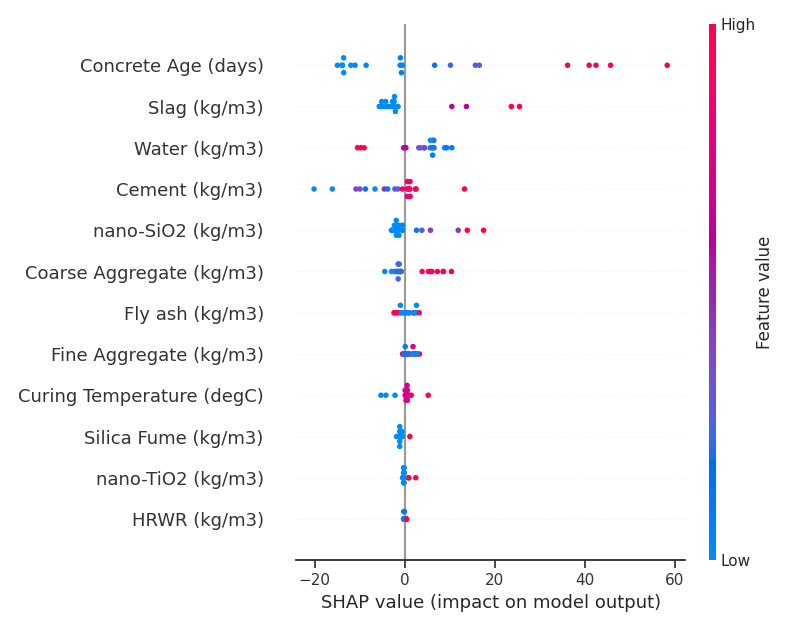 High
Concrete Age (days)
Slag (kg/m3)
Water (kg/m3)
Cement (kg/m3)
nano-SiO2 (kg/m3)
Coarse Aggregate (kg/m3)
Fly ash (kg/m3)
Fine Aggregate (kg/m3)
Curing Temperature (degC)
Silica Fume (kg/m3)
nano-TiO2 (kg/m3)
HRWR (kg/m3)
Feature value
Low
−20 0 20 40 60
SHAP value (impact on model output)